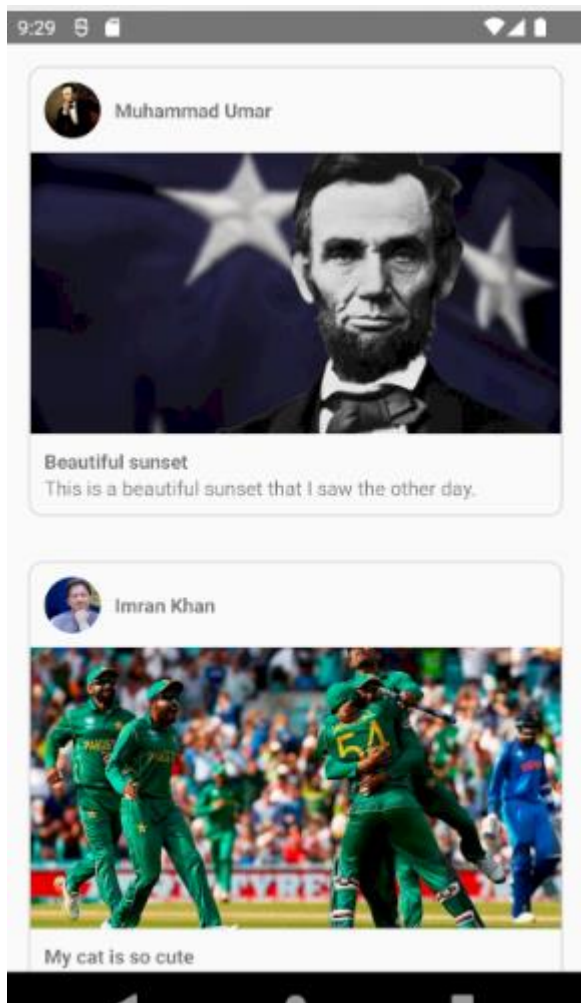 9:29
Muhammad Umar
Beautiful sunset
This is a beautiful sunset that I saw the other day.
Imran Khan
54
My cat is so cute